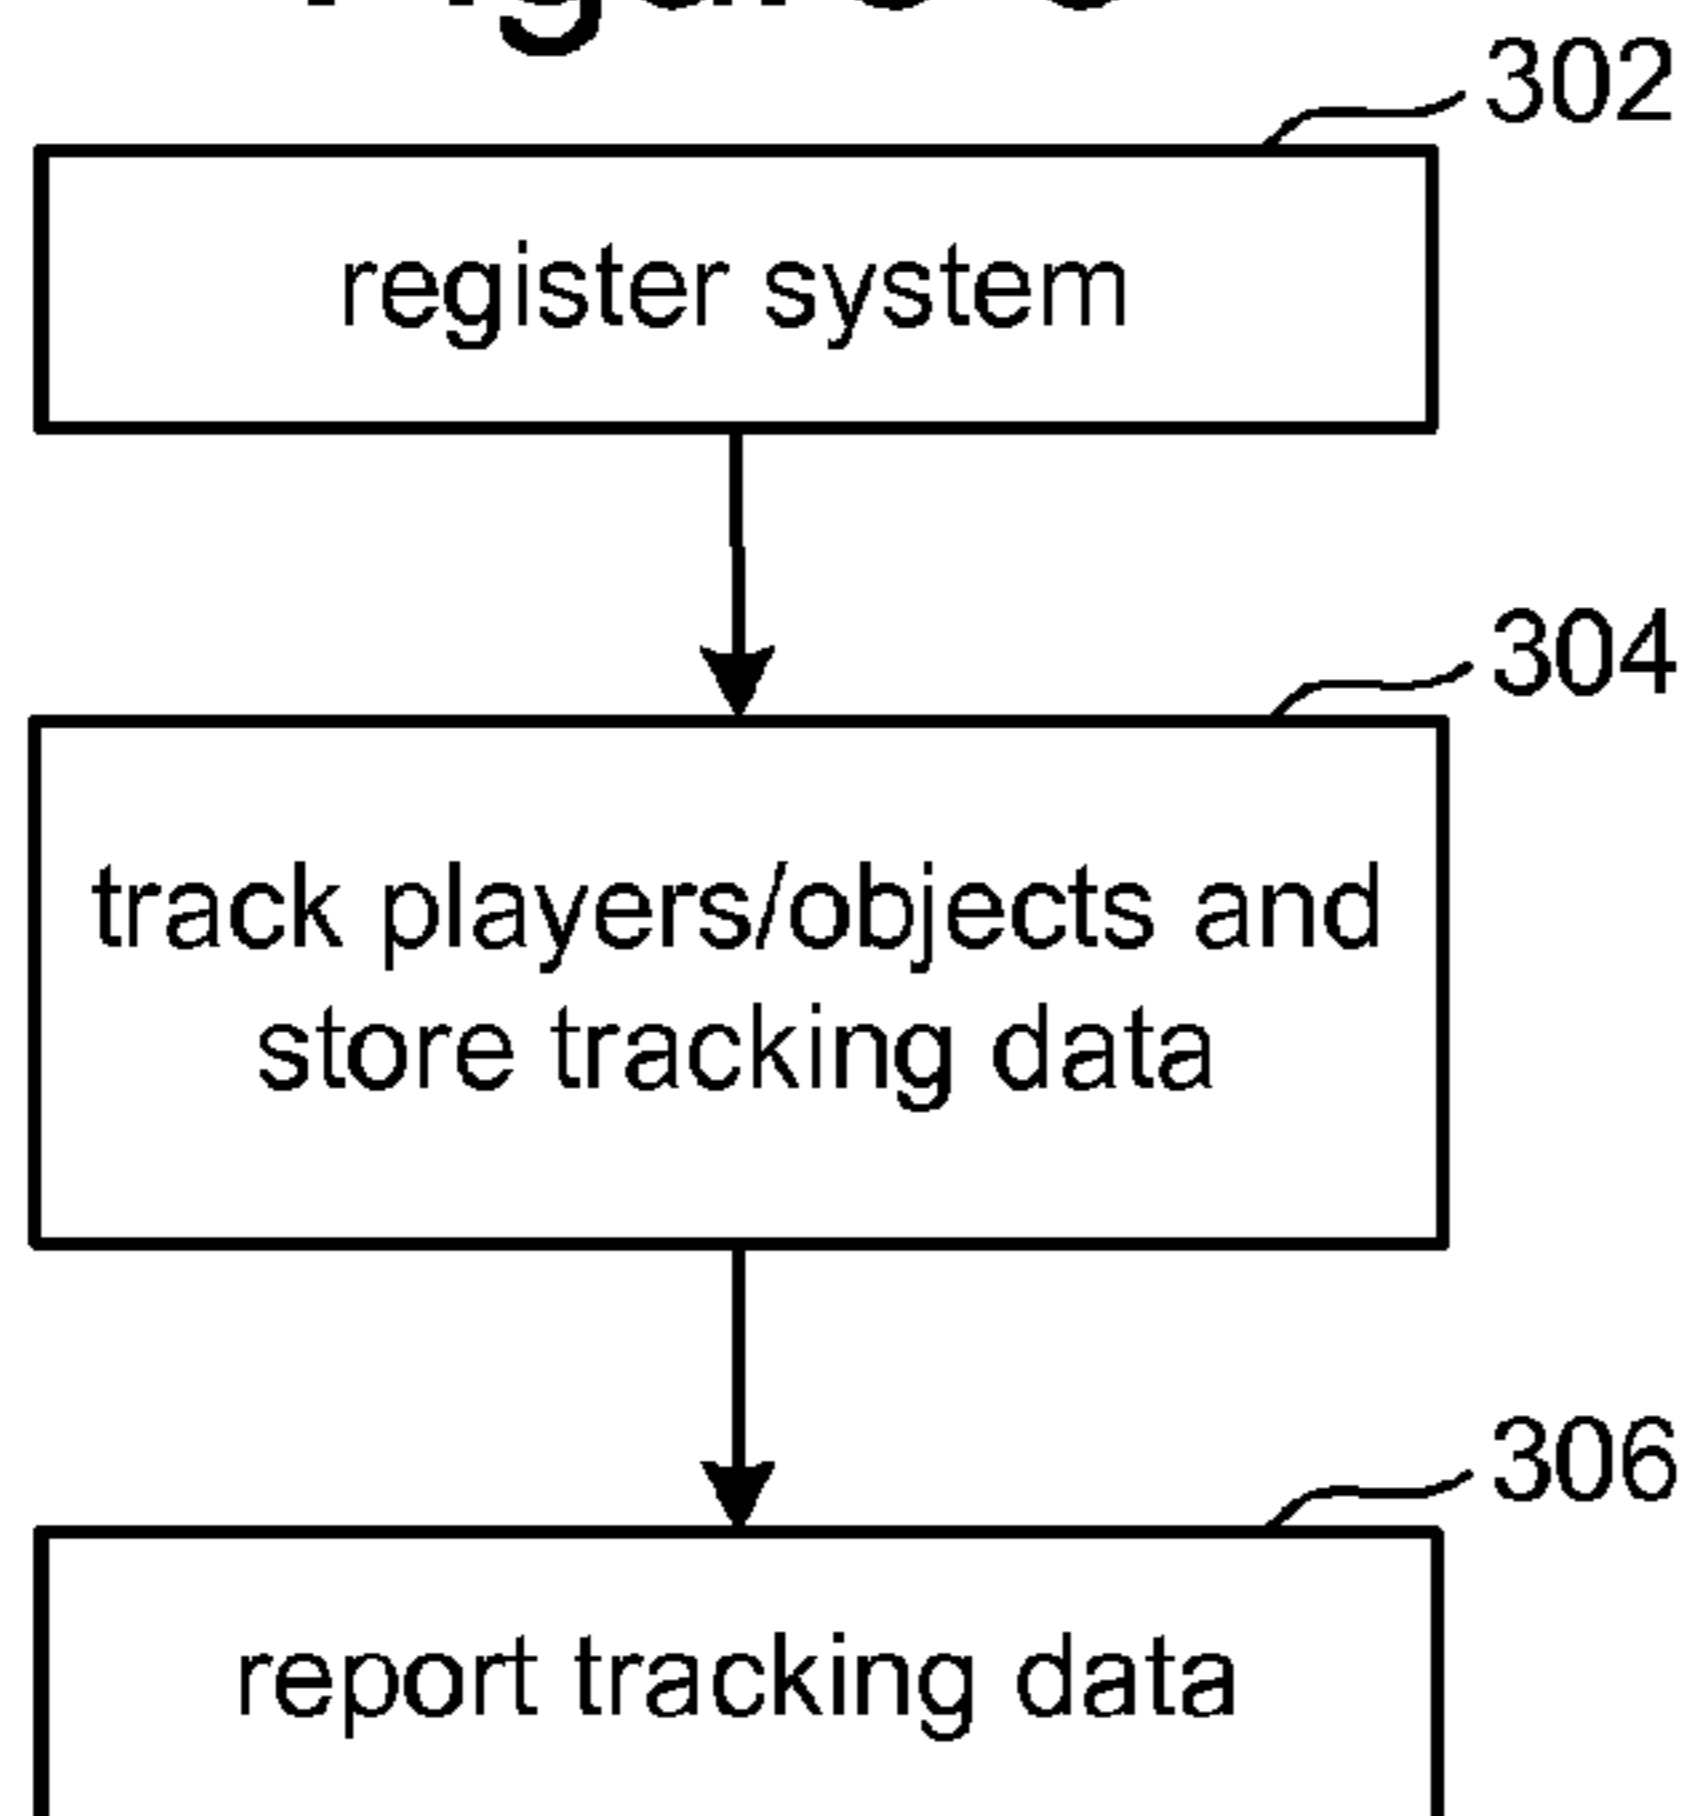 302
register system
304
track players/objects and
store tracking data
306
report tracking data